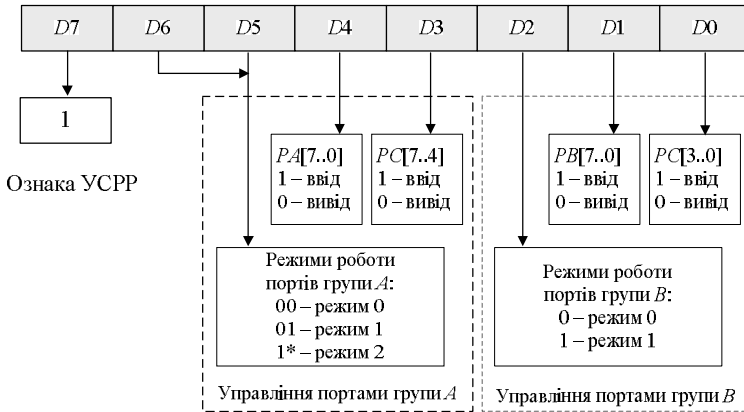 D7 D6 D5 D4 D3 D2 D1 D0
1
Ознака УСРР
PA[7..0]
1 – ввід
0 – вивід
PC[7..4]
1 – ввід
0 – вивід
PB[7..0]
1 – ввід
0 – вивід
PC[3..0]
1 – ввід
0 – вивід
Режими роботи
портів групи A:
00 – режим 0
01 – режим 1
1* – режим 2
Режими роботи
портів групи B:
0 – режим 0
1 – режим 1
Управління портами групи A
Управління портами групи B